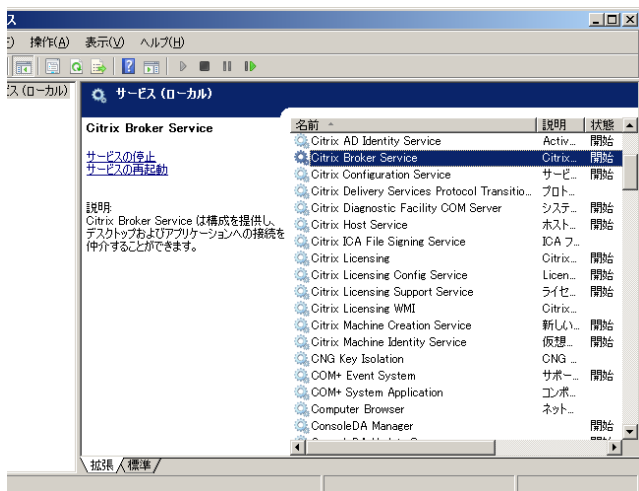 ス
操作(A) 表示(V) ヘルプ(H)
ス (ローカル)
サービス (ローカル)
Citrix Broker Service
サービスの停止
サービスの再起動
説明:
Citrix Broker Service は構成を提供し、
デスクトップおよびアプリケーションへの接続を
仲介することができます。
名前 説明 状態
Citrix AD Identity Service Activ... 開始
Citrix Broker Service Citrix... 開始
Citrix Configuration Service サービ... 開始
Citrix Delivery Services Protocol Transitio... プロト...
Citrix Diagnostic Facility COM Server システ... 開始
Citrix Host Service ホスト... 開始
Citrix ICA File Signing Service ICA フ...
Citrix Licensing Citrix... 開始
Citrix Licensing Config Service Licen... 開始
Citrix Licensing Support Service ライセ... 開始
Citrix Licensing WMI Citrix...
Citrix Machine Creation Service 新しい... 開始
Citrix Machine Identity Service 仮想... 開始
CNG Key Isolation CNG ...
COM+ Event System サポー... 開始
COM+ System Application コンポ...
Computer Browser ネット...
ConsoleDA Manager 開始
拡張 標準